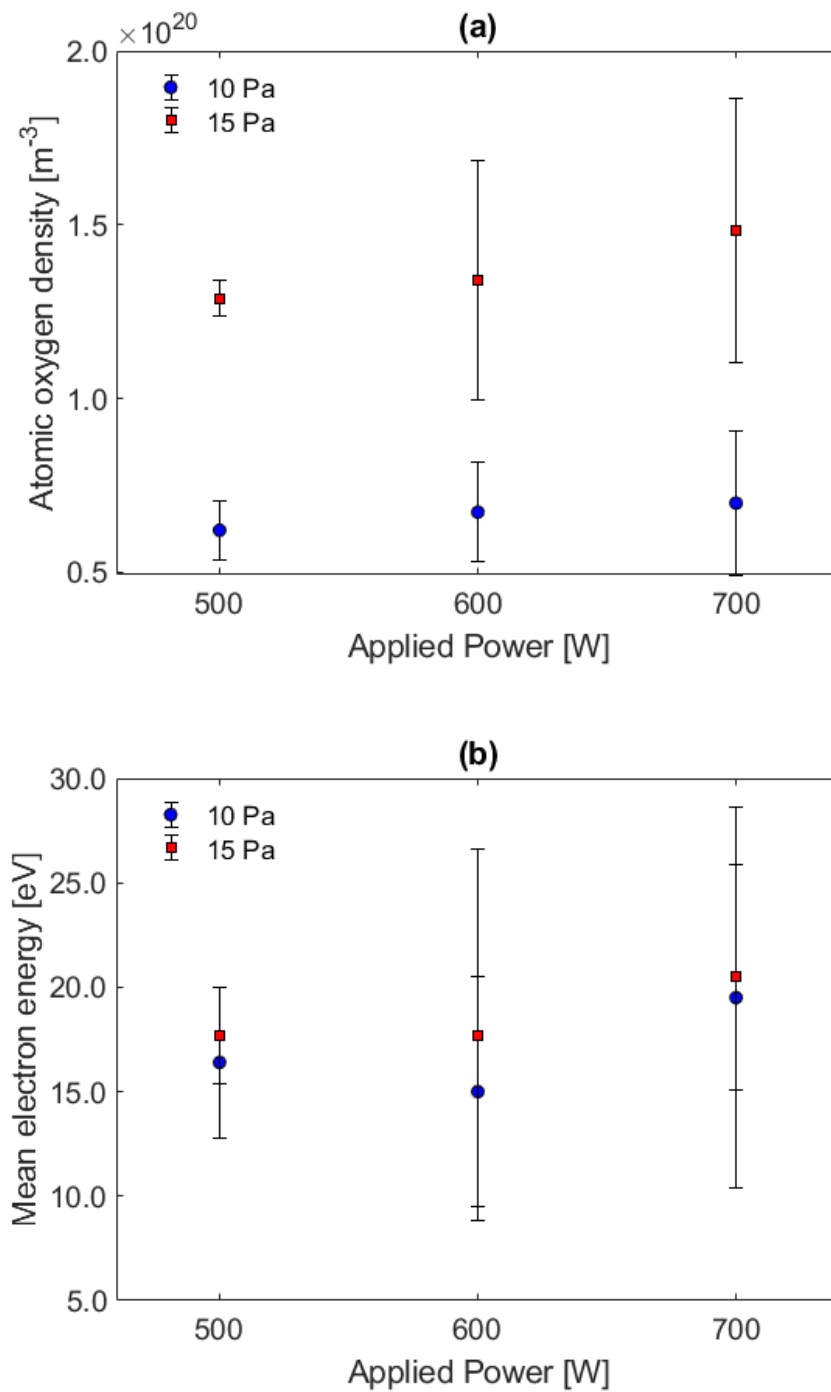 (a)
×10^20
2.0
1.5
1.0
0.5
Atomic oxygen density [m^-3]
10 Pa
15 Pa
500 600 700
Applied Power [W]
(b)
30.0
25.0
20.0
15.0
10.0
5.0
Mean electron energy [eV]
10 Pa
15 Pa
500 600 700
Applied Power [W]